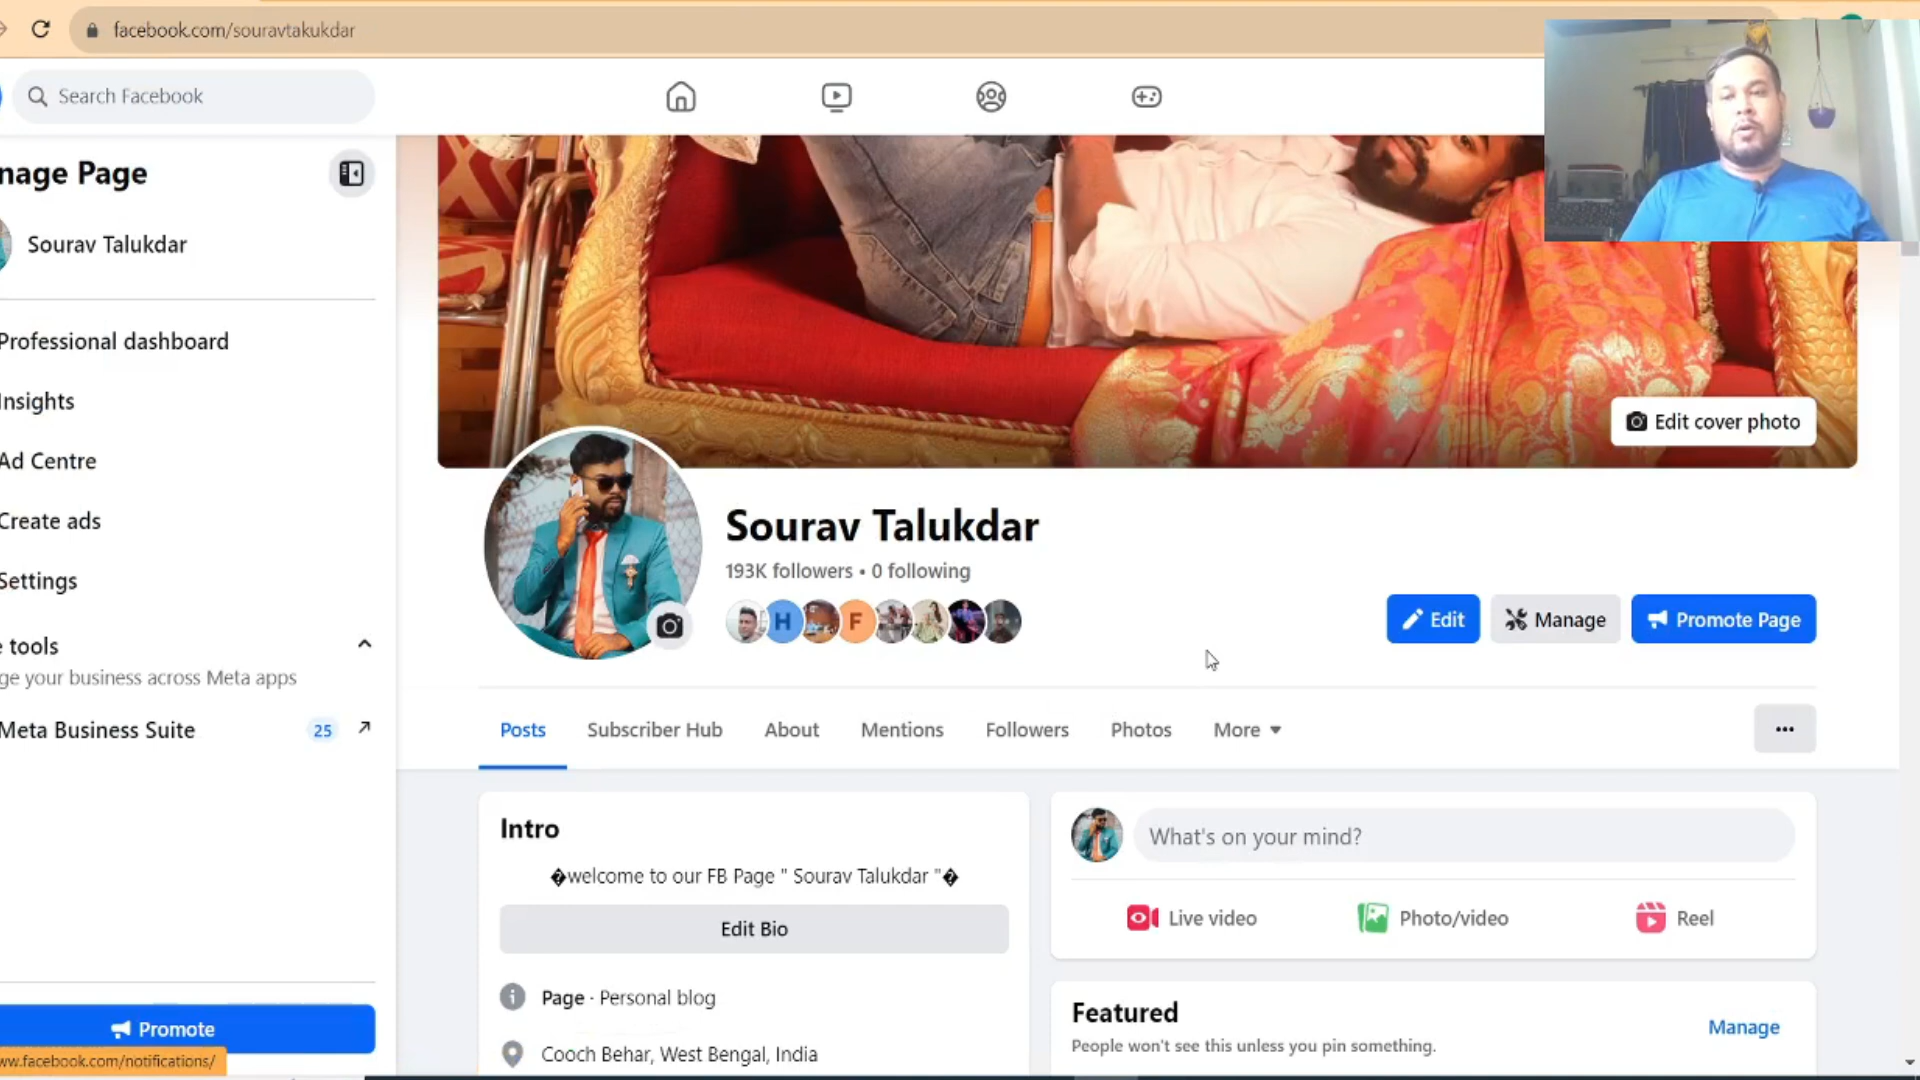 facebook.com/souravtakukdar
Search Facebook
nage Page
Sourav Talukdar
Professional dashboard
Insights
Ad Centre
Create ads
Settings
e tools
ge your business across Meta apps
Meta Business Suite 25
Promote
ww.facebook.com/notifications/
Edit cover photo
Sourav Talukdar
193K followers • 0 following
H F
Edit Manage Promote Page
Posts Subscriber Hub About Mentions Followers Photos More
Intro
�welcome to our FB Page " Sourav Talukdar "�
Edit Bio
Page · Personal blog
Cooch Behar, West Bengal, India
What's on your mind?
Live video Photo/video Reel
Featured
Manage
People won't see this unless you pin something.